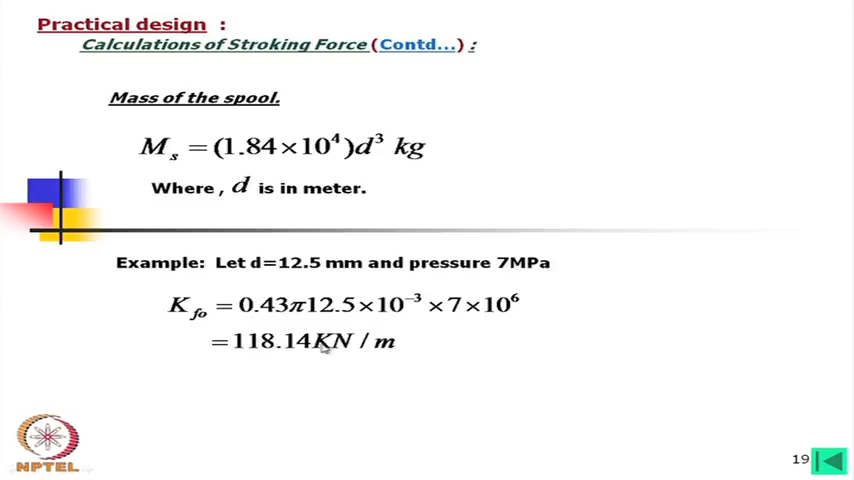 Practical design :
Calculations of Stroking Force (Contd...) :
Mass of the spool.
M_s = (1.84×10^4)d^3 kg
Where , d is in meter.
Example: Let d=12.5 mm and pressure 7MPa
K_fo = 0.43π12.5×10^−3 ×7×10^6
= 118.14KN / m
NPTEL
19